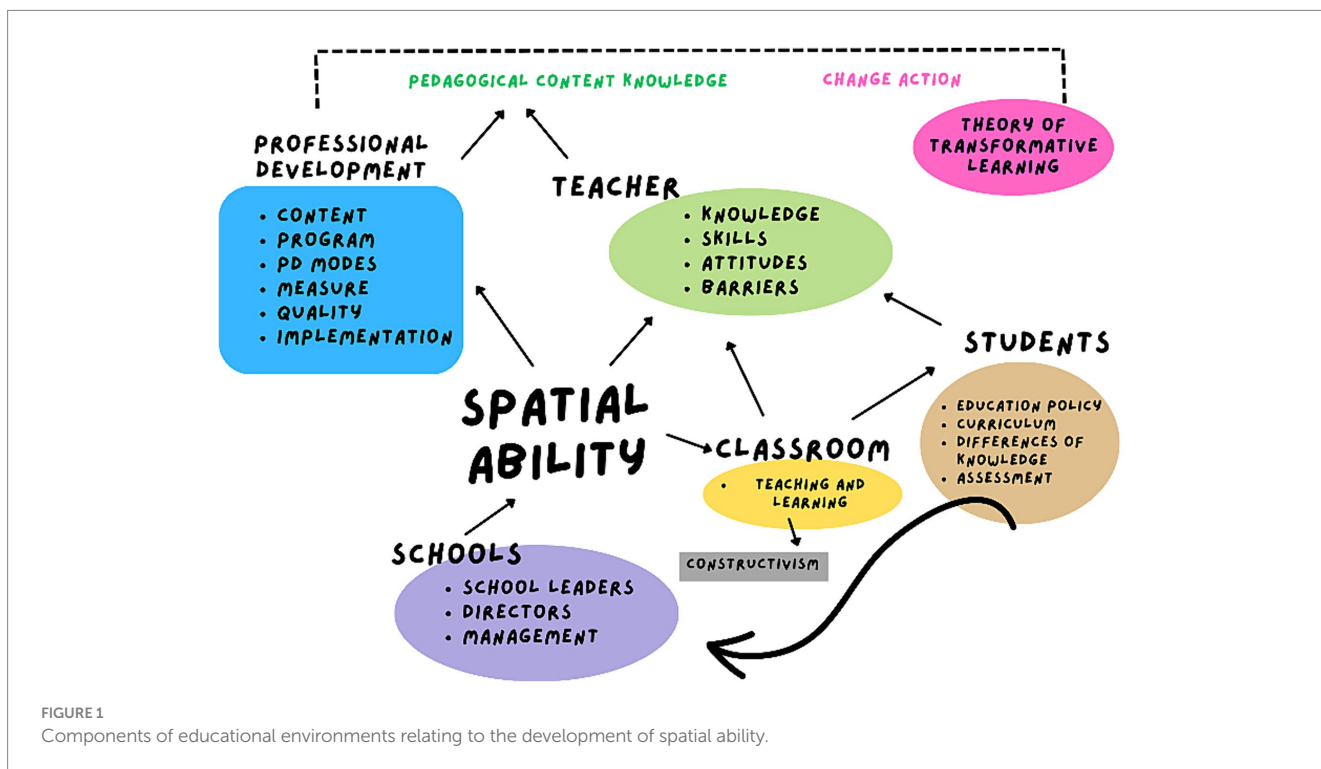 PEDAGOGICAL CONTENT KNOWLEDGE
CHANGE ACTION
THEORY OF
TRANSFORMATIVE
LEARNING
PROFESSIONAL
DEVELOPMENT
• CONTENT
• PROGRAM
• PD MODES
• MEASURE
• QUALITY
• IMPLEMENTATION
TEACHER
• KNOWLEDGE
• SKILLS
• ATTITUDES
• BARRIERS
STUDENTS
• EDUCATION POLICY
• CURRICULUM
• DIFFERENCES OF
KNOWLEDGE
• ASSESSMENT
SPATIAL
ABILITY
CLASSROOM
• TEACHING AND
LEARNING
CONSTRUCTIVISM
SCHOOLS
• SCHOOL LEADERS
• DIRECTORS
• MANAGEMENT
FIGURE 1
Components of educational environments relating to the development of spatial ability.